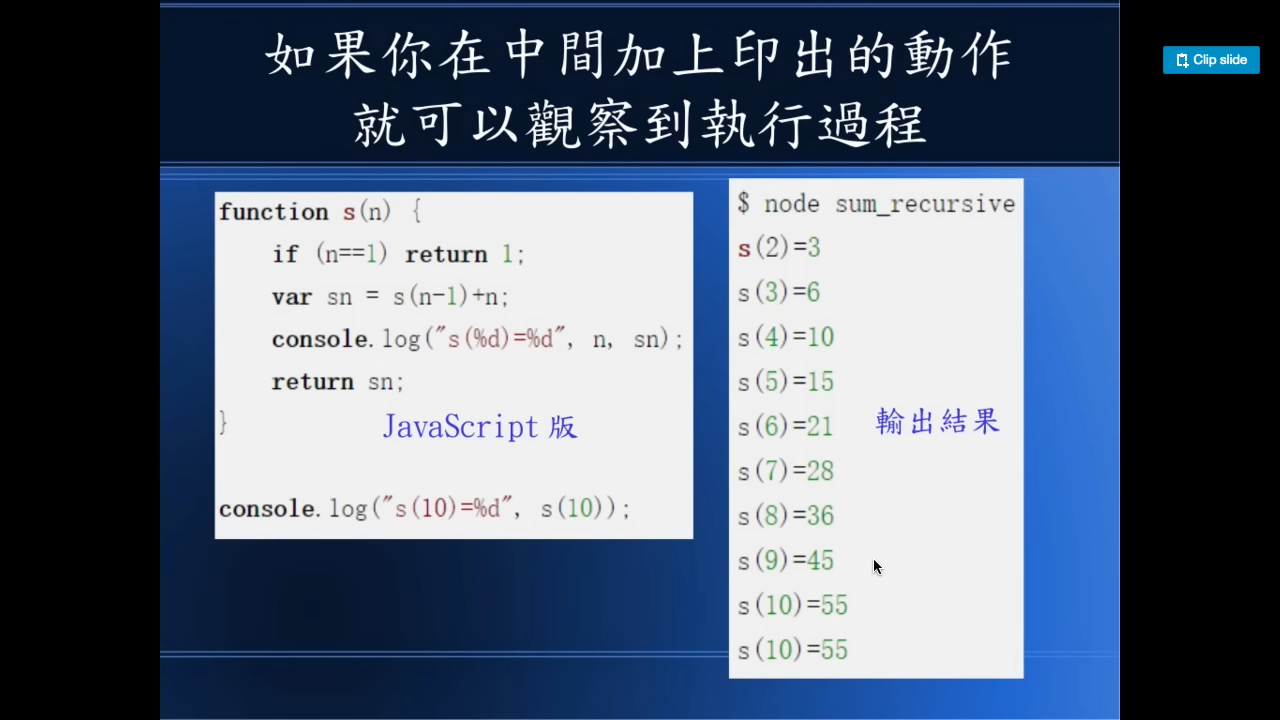 如果你在中間加上印出的動作
就可以觀察到執行過程
Clip slide
function s(n) {
    if (n==1) return 1;
    var sn = s(n-1)+n;
    console.log("s(%d)=%d", n, sn);
    return sn;
}
JavaScript 版
console.log("s(10)=%d", s(10));
$ node sum_recursive
s(2)=3
s(3)=6
s(4)=10
s(5)=15
s(6)=21
輸出結果
s(7)=28
s(8)=36
s(9)=45
s(10)=55
s(10)=55